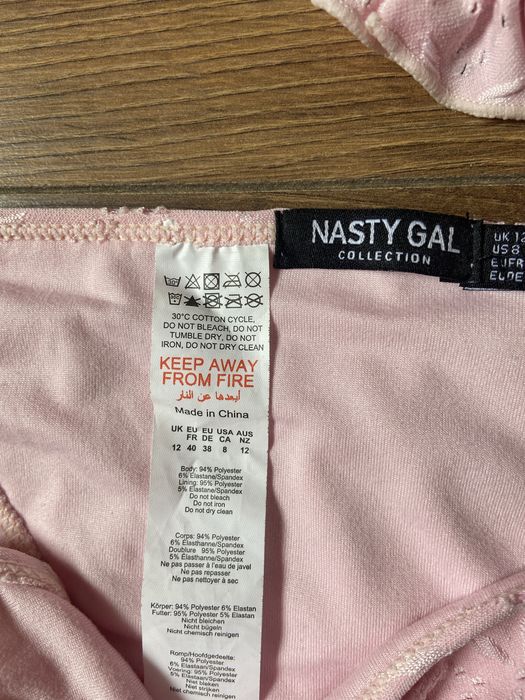 NASTY GAL
COLLECTION
UK 12
US 8
30°C COTTON CYCLE,
DO NOT BLEACH, DO NOT
TUMBLE DRY, DO NOT
IRON, DO NOT DRY CLEAN
KEEP AWAY
FROM FIRE
أبعدها عن النار
Made in China
UK EU EU USA AUS
FR DE CA NZ
12 40 38 8 12
Body: 94% Polyester
6% Elastane/Spandex
Lining: 95% Polyester
5% Elastane/Spandex
Do not bleach
Do not iron
Do not dry clean
Corps: 94% Polyester
6% Elasthanne/Spandex
Doublure 95% Polyester
5% Élasthanne/Spandex
Ne pas passer à l'eau de javel
Ne pas repasser
Ne pas nettoyer à sec
Körper: 94% Polyester 6% Elastan
Futter: 95% Polyester 5% Elastan
Nicht bleichen
Nicht bügeln
Nicht chemisch reinigen
Romp/Hoofdgedeelte:
94% Polyester
6% Elastaan/Spandex
Voering: 95% Polyester
5% Elastaan/Spandex
Niet bleken
Niet strijken
Niet chemisch reinigen